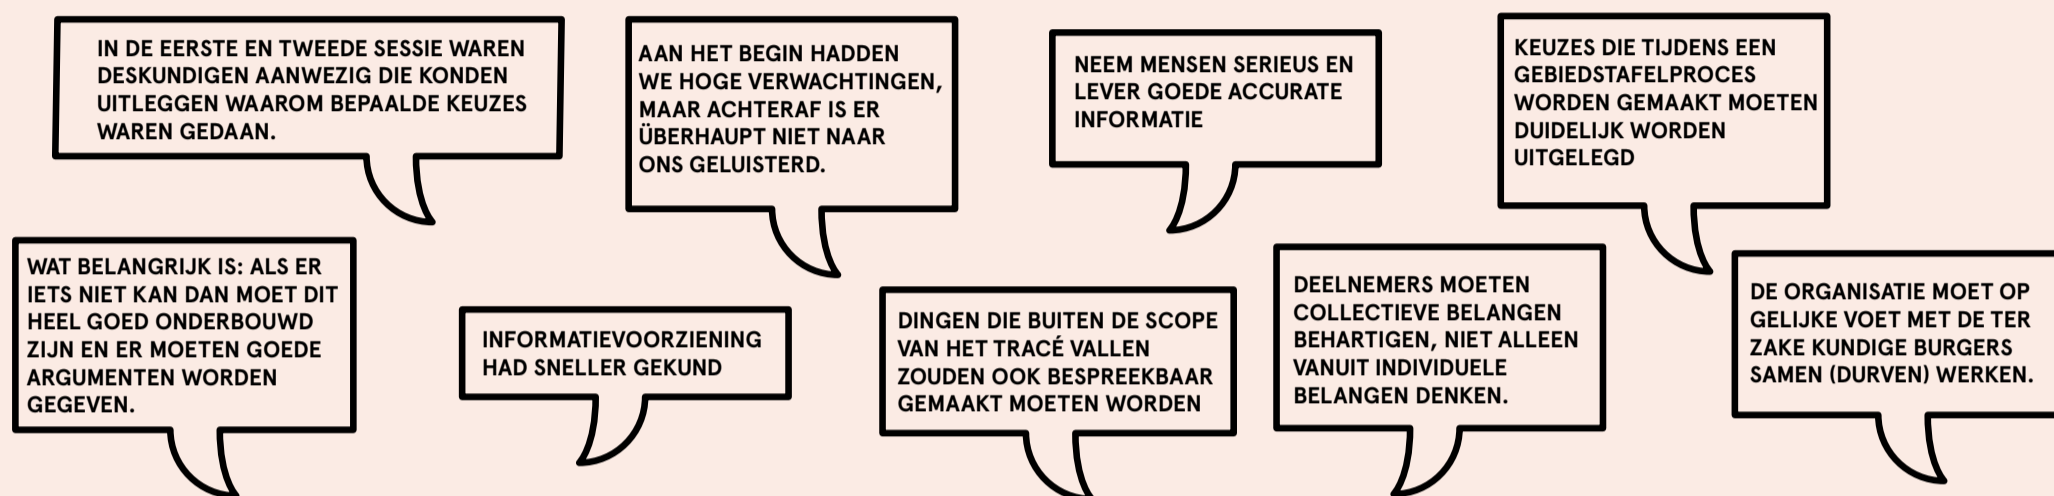 IN DE EERSTE EN TWEEDE SESSIE WAREN
DESKUNDIGEN AANWEZIG DIE KONDEN
UITLEGGEN WAAROM BEPAALDE KEUZES
WAREN GEDAAN.
AAN HET BEGIN HADDEN
WE HOGE VERWACHTINGEN,
MAAR ACHTERAF IS ER
ÜBERHAUPT NIET NAAR
ONS GELUISTERD.
NEEM MENSEN SERIEUS EN
LEVER GOEDE ACCURATE
INFORMATIE
KEUZES DIE TIJDENS EEN
GEBIEDSTAFELPROCES
WORDEN GEMAAKT MOETEN
DUIDELIJK WORDEN
UITGELEGD
WAT BELANGRIJK IS: ALS ER
IETS NIET KAN DAN MOET DIT
HEEL GOED ONDERBOUWD
ZIJN EN ER MOETEN GOEDE
ARGUMENTEN WORDEN
GEGEVEN.
INFORMATIEVOORZIENING
HAD SNELLER GEKUND
DINGEN DIE BUITEN DE SCOPE
VAN HET TRACÉ VALLEN
ZOUDEN OOK BESPREEKBAAR
GEMAAKT MOETEN WORDEN
DEELNEMERS MOETEN
COLLECTIEVE BELANGEN
BEHARTIGEN, NIET ALLEEN
VANUIT INDIVIDUELE
BELANGEN DENKEN.
DE ORGANISATIE MOET OP
GELIJKE VOET MET DE TER
ZAKE KUNDIGE BURGERS
SAMEN (DURVEN) WERKEN.